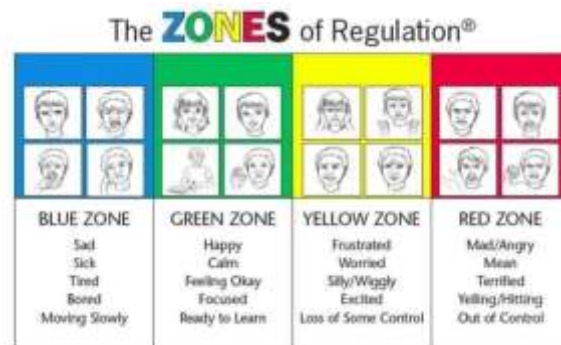 The ZONES of Regulation®
BLUE ZONE
Sad
Sick
Tired
Bored
Moving Slowly
GREEN ZONE
Happy
Calm
Feeling Okay
Focused
Ready to Learn
YELLOW ZONE
Frustrated
Worried
Silly/Wiggly
Excited
Loss of Some Control
RED ZONE
Mad/Angry
Mean
Terrified
Yelling/Hitting
Out of Control